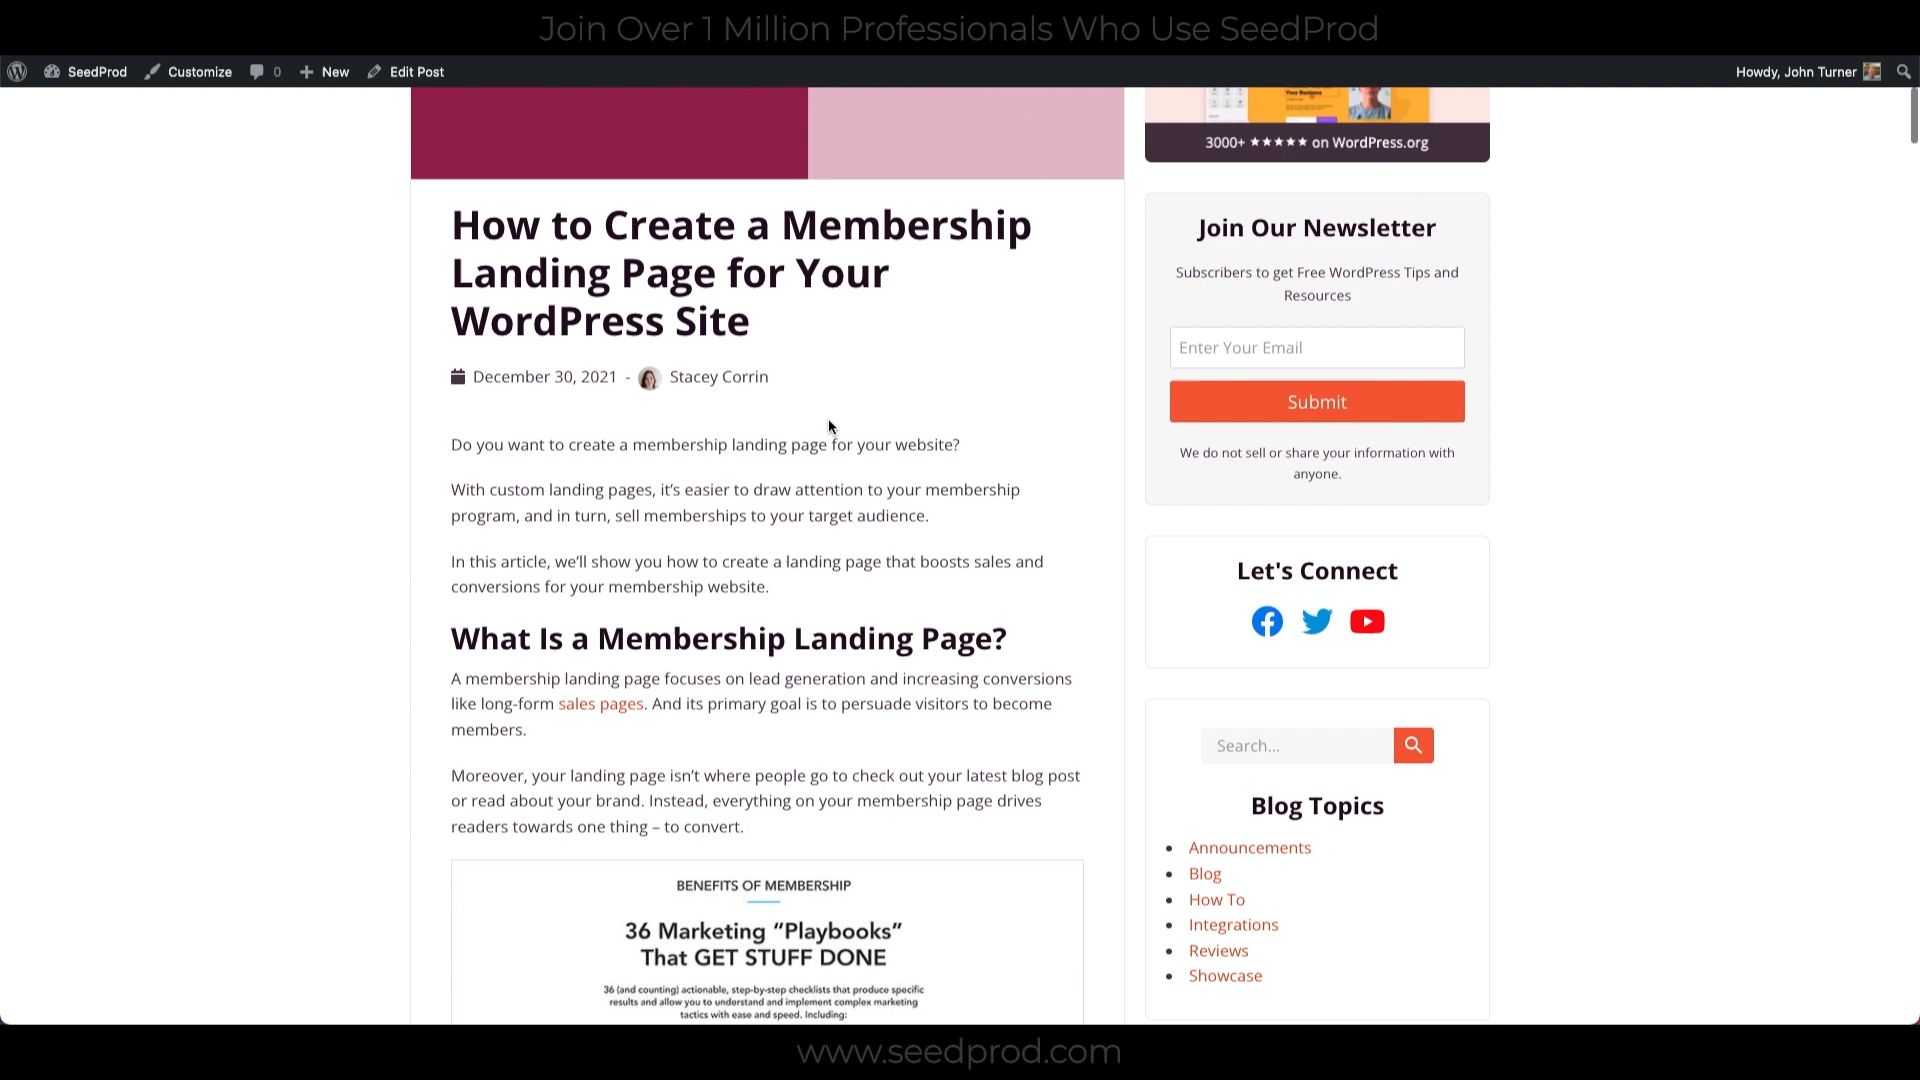 Join Over 1 Million Professionals Who Use SeedProd
SeedProd Customize 0 New Edit Post Howdy, John Turner
Your Business
3000+ ★★★★★ on WordPress.org
How to Create a Membership
Landing Page for Your
WordPress Site
December 30, 2021 - Stacey Corrin
Do you want to create a membership landing page for your website?
With custom landing pages, it’s easier to draw attention to your membership
program, and in turn, sell memberships to your target audience.
In this article, we’ll show you how to create a landing page that boosts sales and
conversions for your membership website.
What Is a Membership Landing Page?
A membership landing page focuses on lead generation and increasing conversions
like long-form sales pages. And its primary goal is to persuade visitors to become
members.
Moreover, your landing page isn’t where people go to check out your latest blog post
or read about your brand. Instead, everything on your membership page drives
readers towards one thing – to convert.
BENEFITS OF MEMBERSHIP
36 Marketing “Playbooks”
That GET STUFF DONE
36 (and counting) actionable, step-by-step checklists that produce specific
results and allow you to understand and implement complex marketing
tactics with ease and speed. Including:
Join Our Newsletter
Subscribers to get Free WordPress Tips and
Resources
Enter Your Email
Submit
We do not sell or share your information with
anyone.
Let's Connect
Search...
Blog Topics
Announcements
Blog
How To
Integrations
Reviews
Showcase
www.seedprod.com